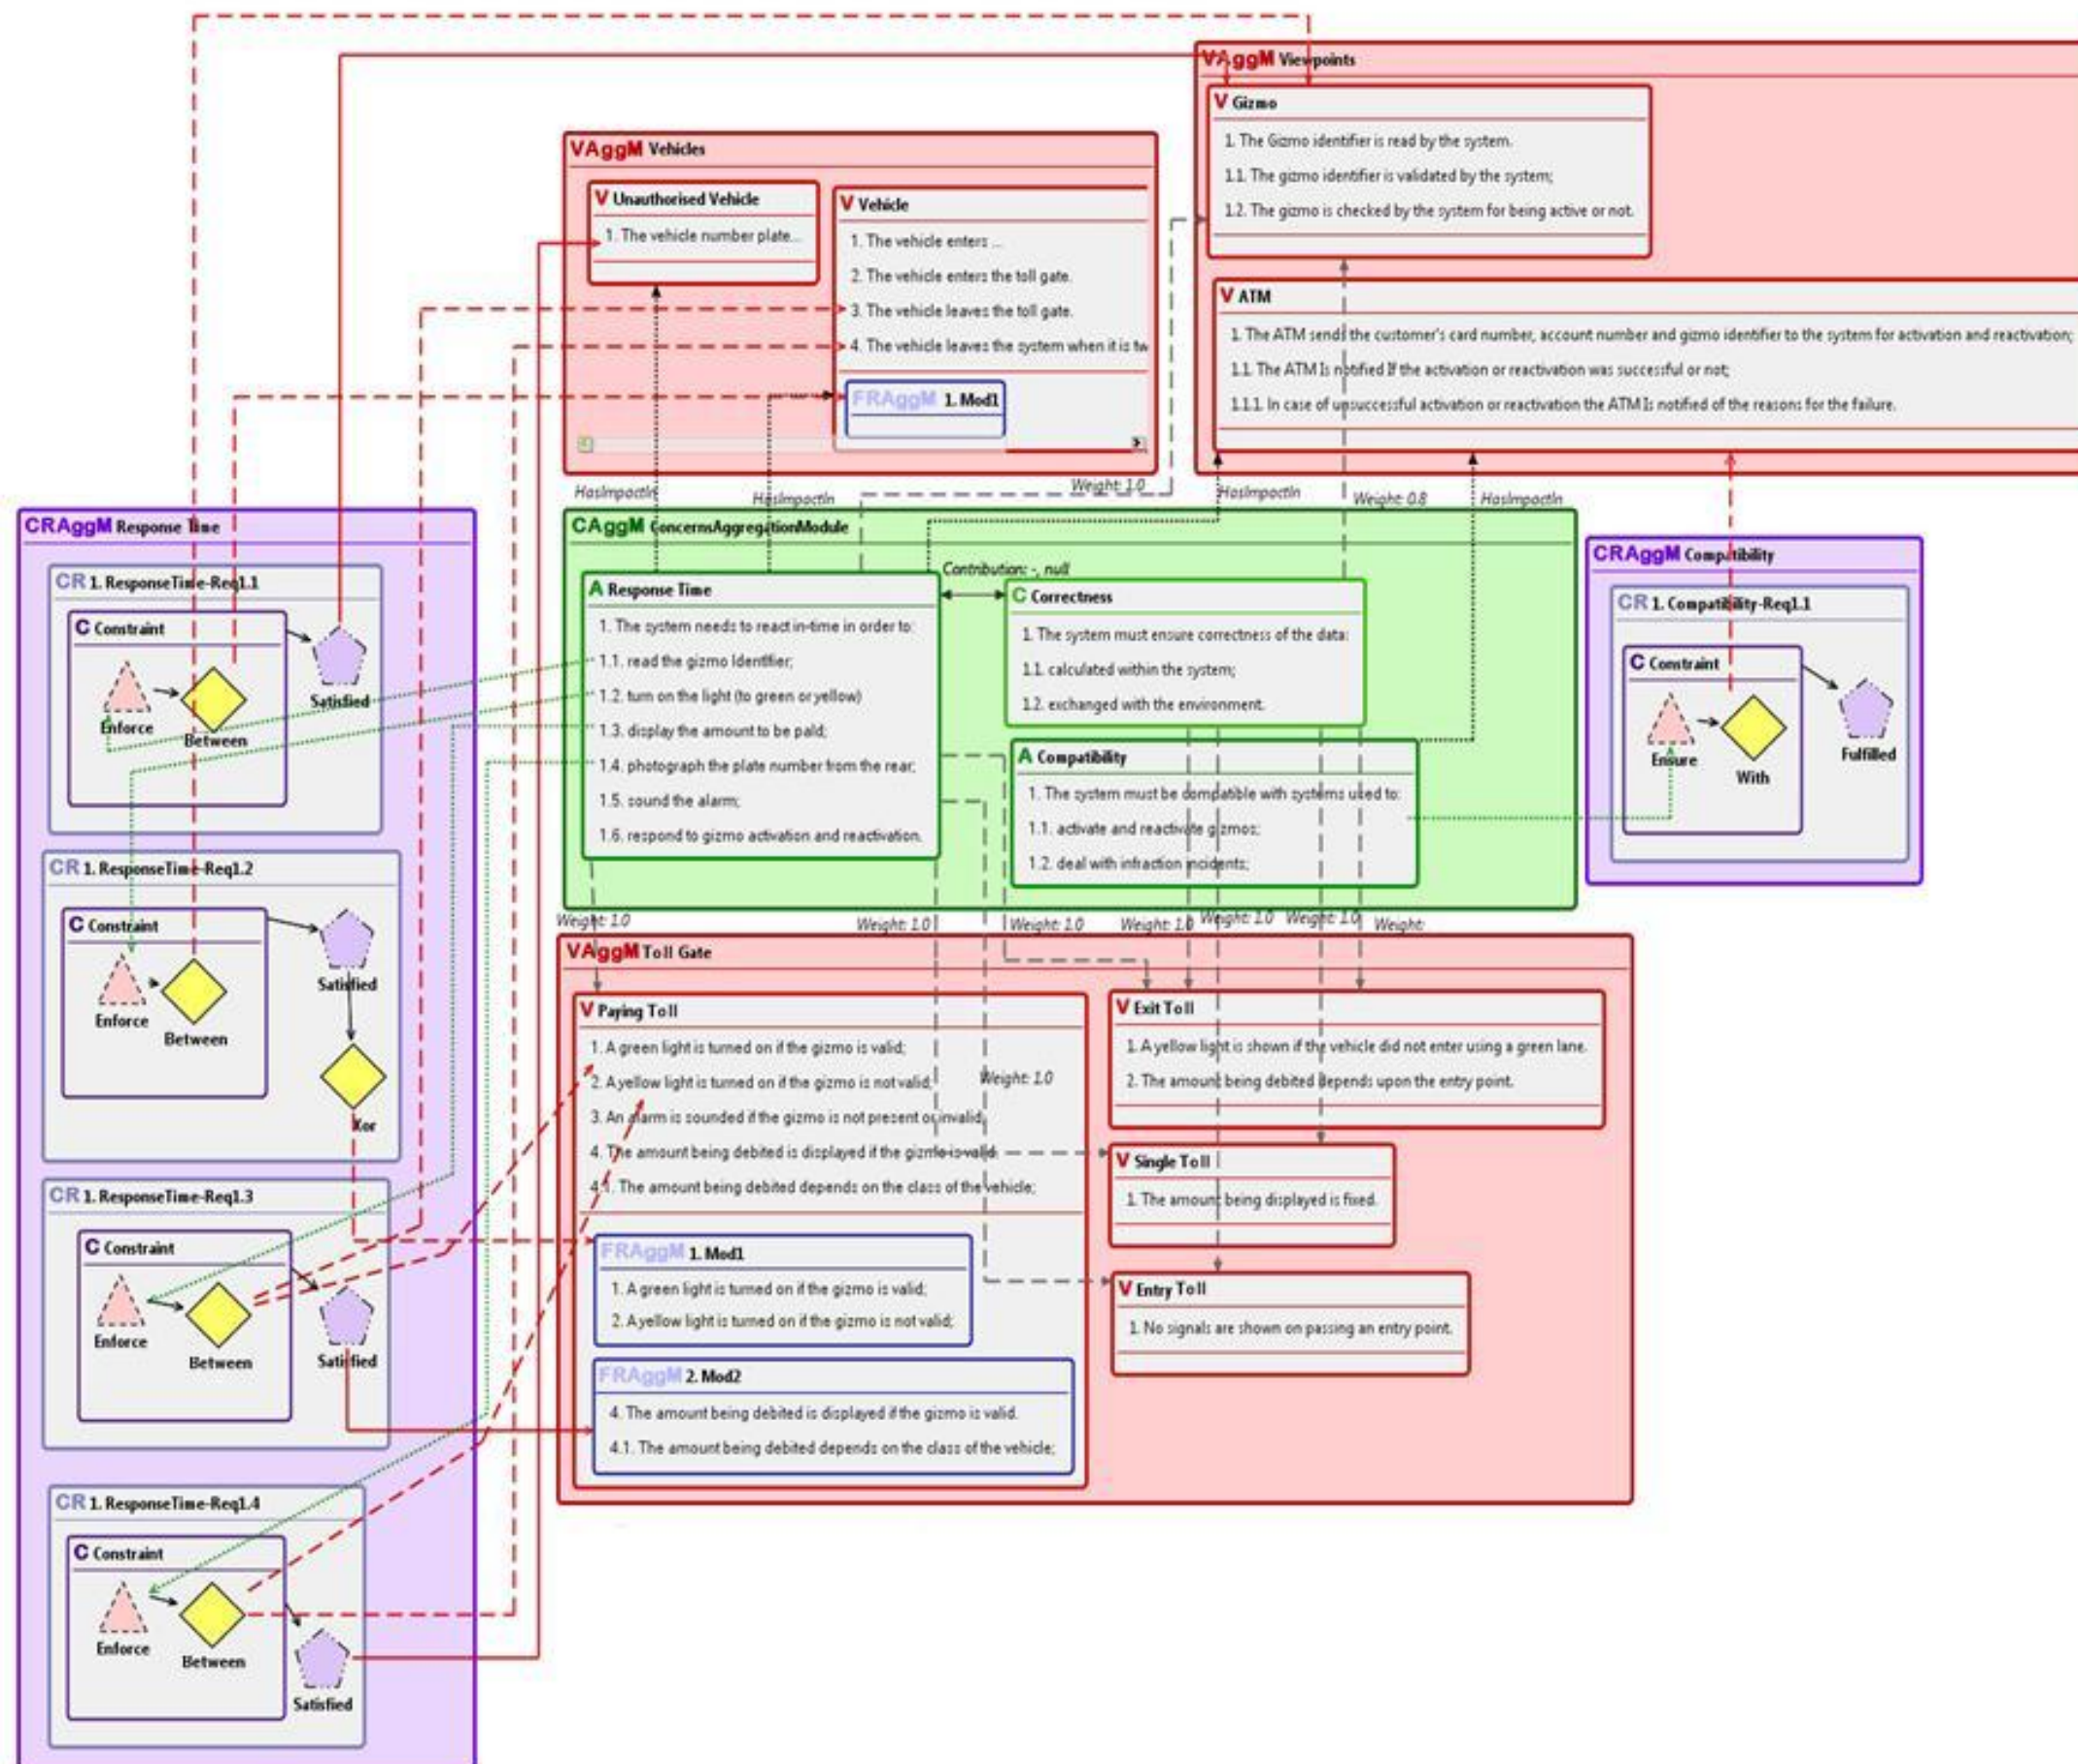 VAggM Viewpoints
V Gizmo
1. The Gizmo identifier is read by the system.
1.1. The gizmo identifier is validated by the system;
1.2. The gizmo is checked by the system for being active or not.
V ATM
1. The ATM sends the customer's card number, account number and gizmo identifier to the system for activation and reactivation;
1.1. The ATM Is notified If the activation or reactivation was successful or not;
1.1.1. In case of unsuccessful activation or reactivation the ATM Is notified of the reasons for the failure.
VAggM Vehicles
V Unauthorised Vehicle
1. The vehicle number plate...
V Vehicle
1. The vehicle enters ...
2. The vehicle enters the toll gate.
3. The vehicle leaves the toll gate.
4. The vehicle leaves the system when it is tw
FRAggM 1. Mod1
HasImpactIn
HasImpactIn
Weight: 1.0
HasImpactIn
Weight: 0.8
HasImpactIn
CRAggM Response Time
CR 1. ResponseTime-Req1.1
C Constraint
Enforce
Between
Satisfied
CR 1. ResponseTime-Req1.2
C Constraint
Enforce
Between
Satisfied
Xor
CR 1. ResponseTime-Req1.3
C Constraint
Enforce
Between
Satisfied
CR 1. ResponseTime-Req1.4
C Constraint
Enforce
Between
Satisfied
CAggM ConcernsAggregationModule
A Response Time
1. The system needs to react in-time in order to:
1.1. read the gizmo Identifier;
1.2. turn on the light (to green or yellow)
1.3. display the amount to be paid;
1.4. photograph the plate number from the rear;
1.5. sound the alarm;
1.6. respond to gizmo activation and reactivation.
Contribution: -, null
C Correctness
1. The system must ensure correctness of the data:
1.1. calculated within the system;
1.2. exchanged with the environment.
A Compatibility
1. The system must be compatible with systems used to:
1.1. activate and reactivate gizmos;
1.2. deal with infraction incidents;
CRAggM Compatibility
CR 1. Compatibility-Req1.1
C Constraint
Ensure
With
Fulfilled
Weight: 1.0
Weight: 1.0
Weight: 1.0
Weight: 1.0
Weight: 1.0
Weight: 1.0
Weight:
VAggM Toll Gate
V Paying Toll
1. A green light is turned on if the gizmo is valid;
2. A yellow light is turned on if the gizmo is not valid;
3. An alarm is sounded if the gizmo is not present or invalid;
4. The amount being debited is displayed if the gizmo is valid.
4.1. The amount being debited depends on the class of the vehicle;
Weight: 1.0
FRAggM 1. Mod1
1. A green light is turned on if the gizmo is valid;
2. A yellow light is turned on if the gizmo is not valid;
FRAggM 2. Mod2
4. The amount being debited is displayed if the gizmo is valid.
4.1. The amount being debited depends on the class of the vehicle;
V Exit Toll
1. A yellow light is shown if the vehicle did not enter using a green lane.
2. The amount being debited depends upon the entry point.
V Single Toll
1. The amount being displayed is fixed.
V Entry Toll
1. No signals are shown on passing an entry point.